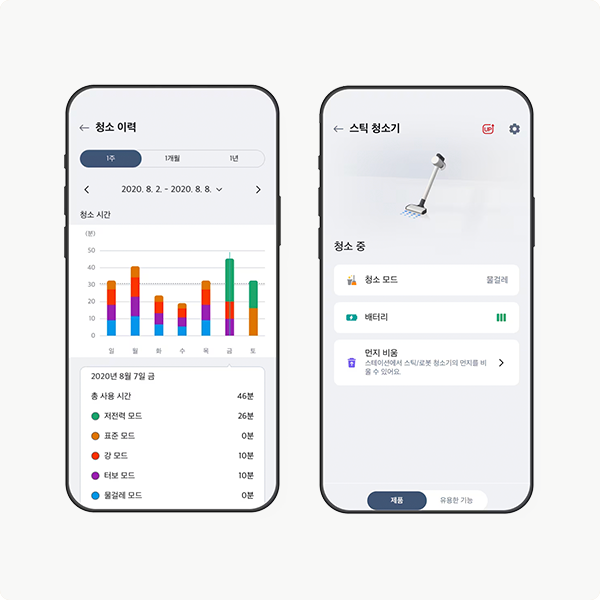 청소 이력
1주
1개월
1년
2020. 8. 2. - 2020. 8. 8.
청소 시간
(분)
50
40
30
20
10
0
일 월 화 수 목 금 토
2020년 8월 7일 금
총 사용 시간 46분
저전력 모드 26분
표준 모드 0분
강 모드 10분
터보 모드 10분
물걸레 모드 0분
스틱 청소기
UP
청소 중
청소 모드 물걸레
배터리
먼지 비움
스테이션에서 스틱/로봇 청소기의 먼지를 비
울 수 있어요.
제품
유용한 기능